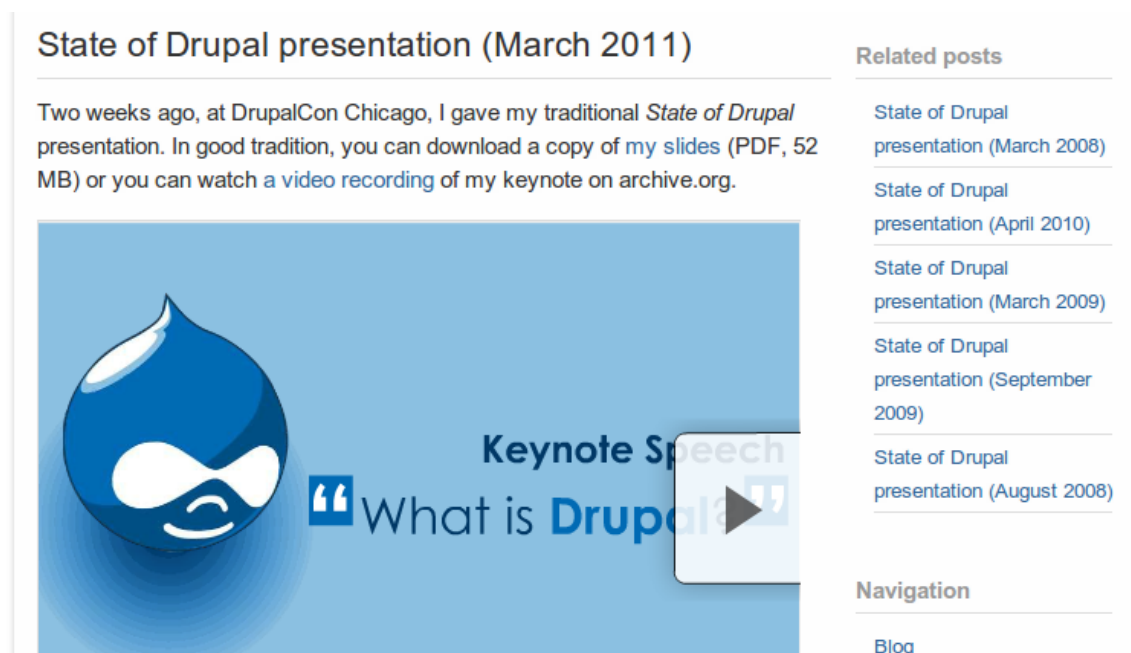 State of Drupal presentation (March 2011)
Two weeks ago, at DrupalCon Chicago, I gave my traditional State of Drupal
presentation. In good tradition, you can download a copy of my slides (PDF, 52
MB) or you can watch a video recording of my keynote on archive.org.
Keynote Speech
“What is Drupal?”
Related posts
State of Drupal
presentation (March 2008)
State of Drupal
presentation (April 2010)
State of Drupal
presentation (March 2009)
State of Drupal
presentation (September
2009)
State of Drupal
presentation (August 2008)
Navigation
Blog